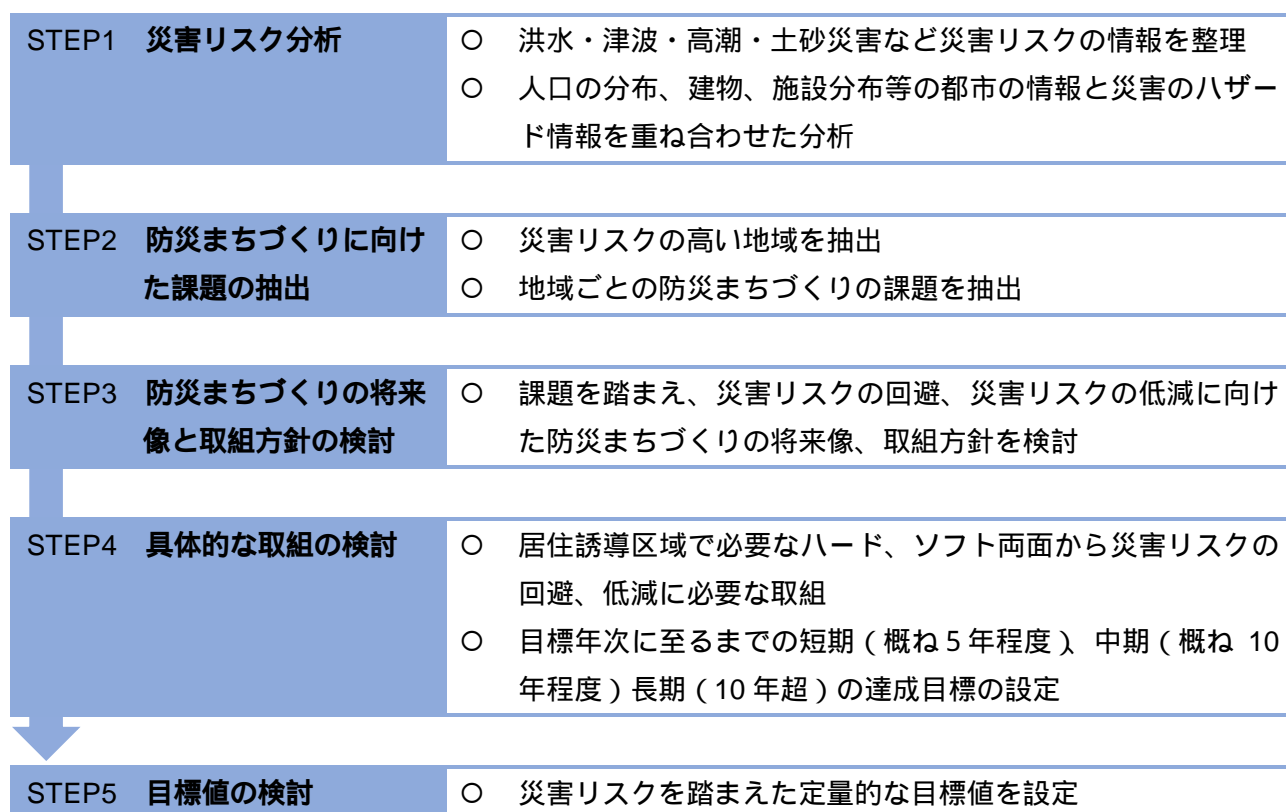 STEP1 災害リスク分析
○ 洪水・津波・高潮・土砂災害など災害リスクの情報を整理
○ 人口の分布、建物、施設分布等の都市の情報と災害のハザー
ド情報を重ね合わせた分析
STEP2 防災まちづくりに向け
た課題の抽出
○ 災害リスクの高い地域を抽出
○ 地域ごとの防災まちづくりの課題を抽出
STEP3 防災まちづくりの将来
像と取組方針の検討
○ 課題を踏まえ、災害リスクの回避、災害リスクの低減に向け
た防災まちづくりの将来像、取組方針を検討
STEP4 具体的な取組の検討
○ 居住誘導区域で必要なハード、ソフト両面から災害リスクの
回避、低減に必要な取組
○ 目標年次に至るまでの短期（概ね5年程度）、中期（概ね 10
年程度）長期（10 年超）の達成目標の設定
STEP5 目標値の検討
○ 災害リスクを踏まえた定量的な目標値を設定